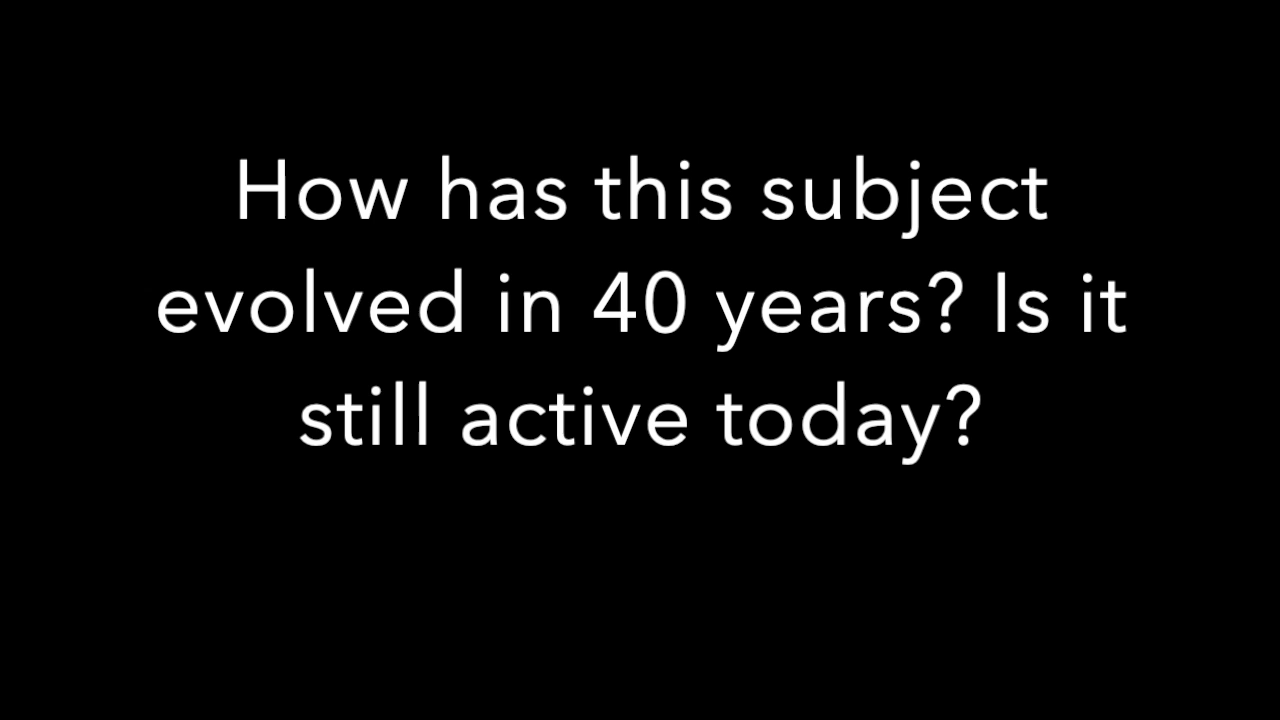 How has this subject
evolved in 40 years? Is it
still active today?